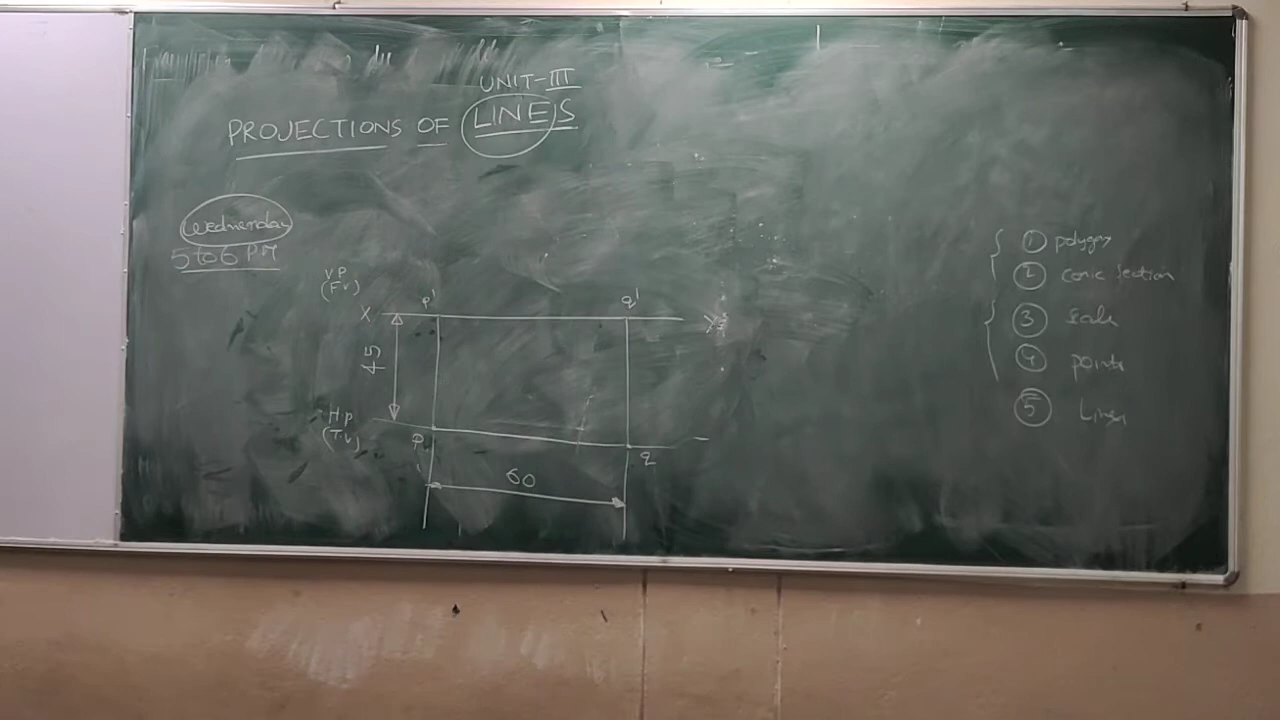 UNIT-III
PROJECTIONS OF LINES
Wednesday
5 to 6 PM
VP
(FV)
p' q'
X Y
45
HP
(TV)
p q
60
① polygon
② conic section
③ scale
④ points
⑤ Lines